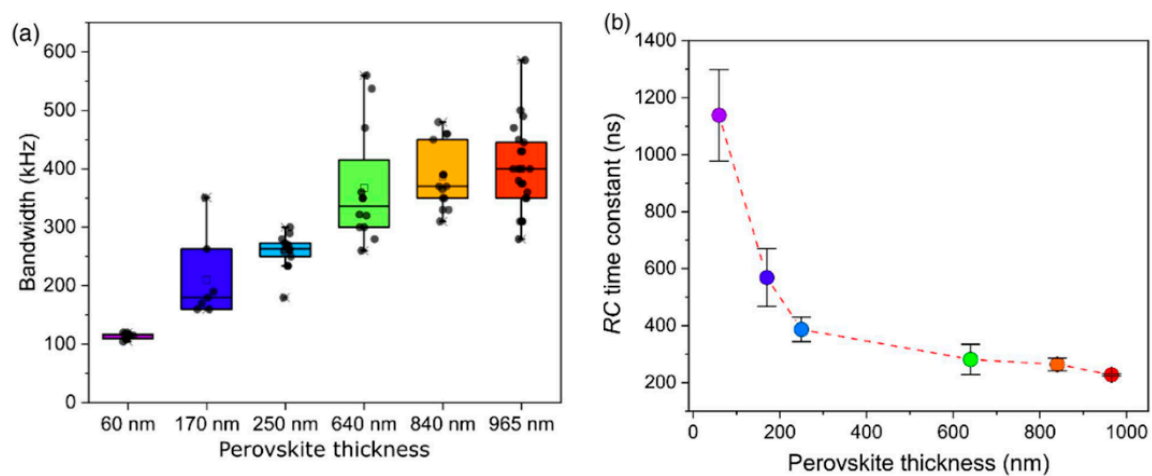 (a)
Bandwidth (kHz)
600
500
400
300
200
100
0
60 nm 170 nm 250 nm 640 nm 840 nm 965 nm
Perovskite thickness
(b)
RC time constant (ns)
1400
1200
1000
800
600
400
200
0 200 400 600 800 1000
Perovskite thickness (nm)